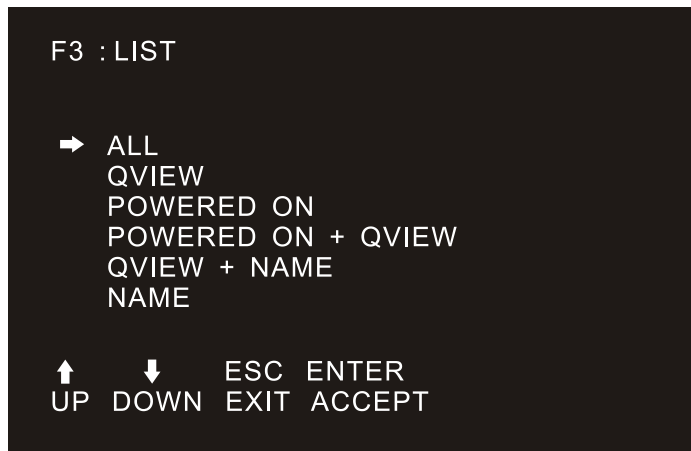 F3 : LIST
➡ ALL
QVIEW
POWERED ON
POWERED ON + QVIEW
QVIEW + NAME
NAME
⬆ ⬇ ESC ENTER
UP DOWN EXIT ACCEPT